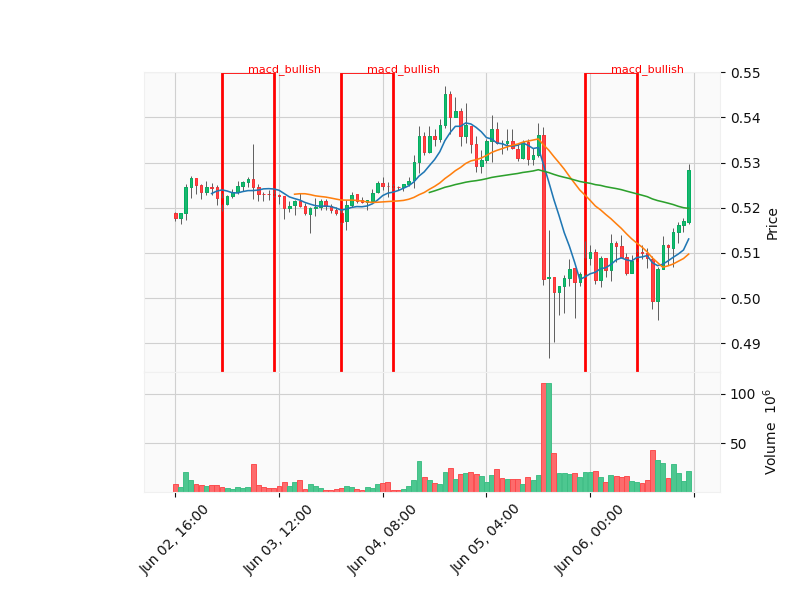 macd_bullish macd_bullish macd_bullish
0.55
0.54
0.53
0.52
0.51
0.50
0.49
Price
100
50
Volume 10^6
Jun 02, 16:00
Jun 03, 12:00
Jun 04, 08:00
Jun 05, 04:00
Jun 06, 00:00